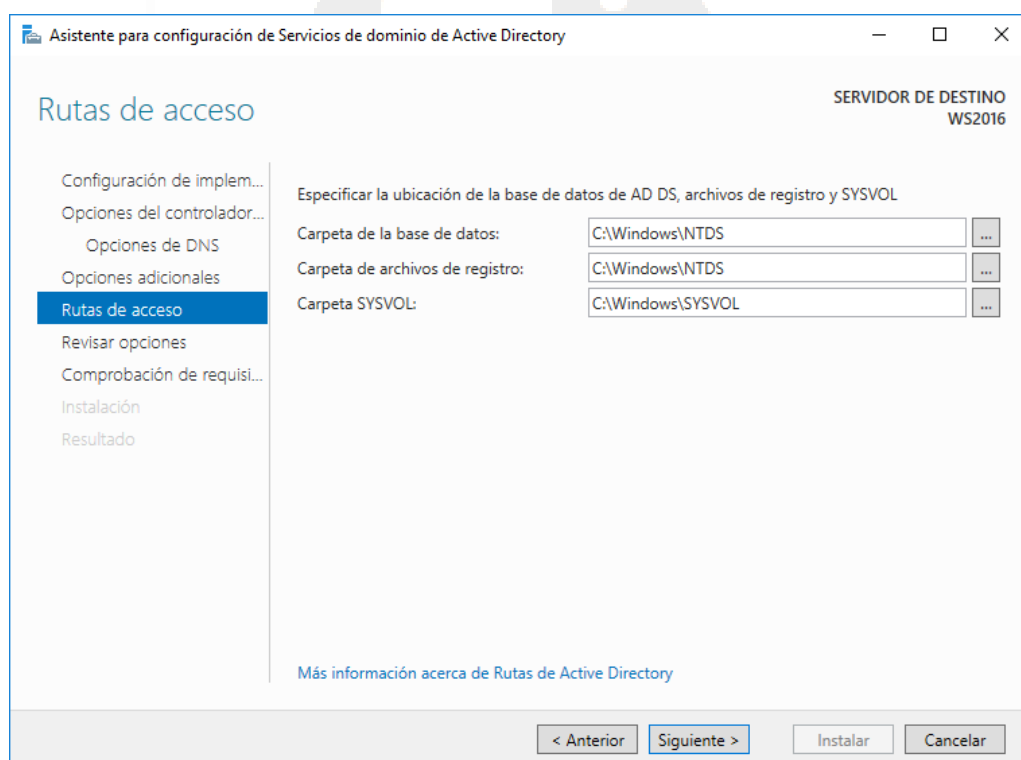 Asistente para configuración de Servicios de dominio de Active Directory
Rutas de acceso
SERVIDOR DE DESTINO
WS2016
Configuración de implem...
Opciones del controlador...
Opciones de DNS
Opciones adicionales
Rutas de acceso
Revisar opciones
Comprobación de requisi...
Instalación
Resultado
Especificar la ubicación de la base de datos de AD DS, archivos de registro y SYSVOL
Carpeta de la base de datos: C:\Windows\NTDS ...
Carpeta de archivos de registro: C:\Windows\NTDS ...
Carpeta SYSVOL: C:\Windows\SYSVOL ...
Más información acerca de Rutas de Active Directory
< Anterior Siguiente > Instalar Cancelar